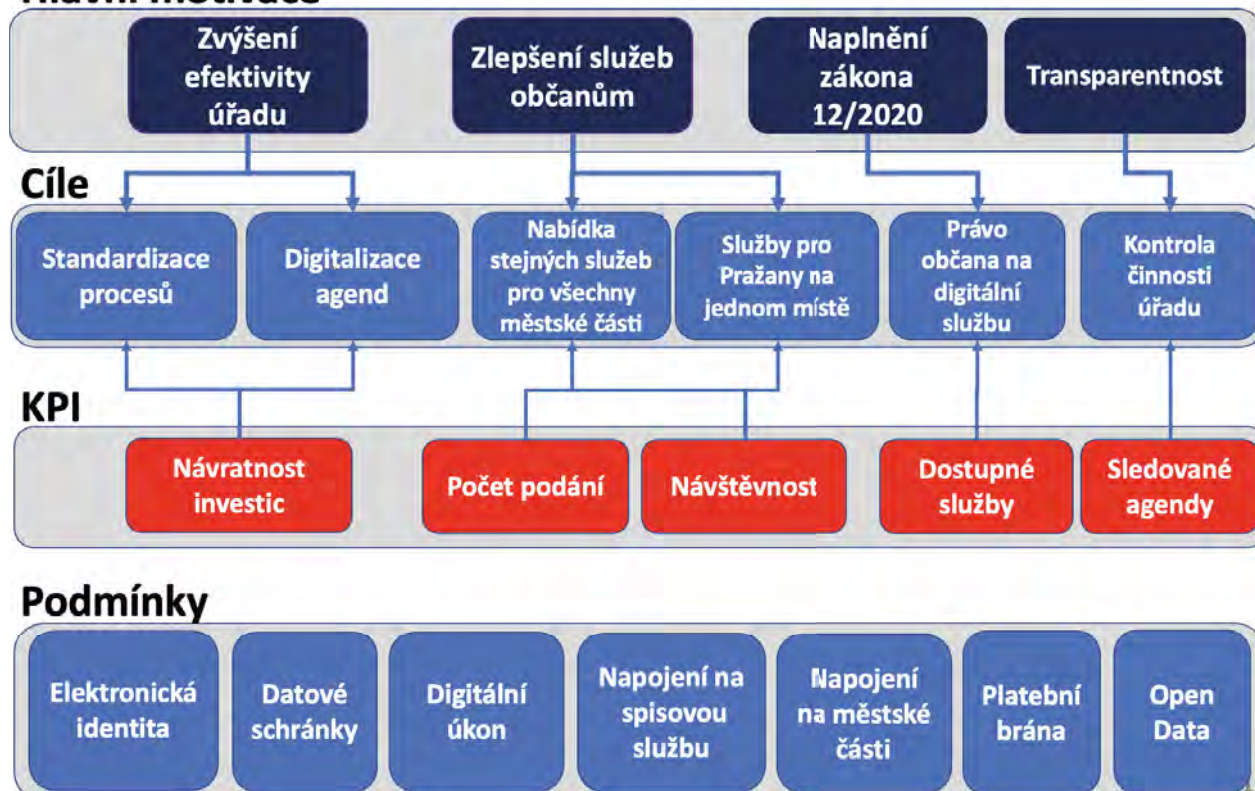 Hlavní motivace
Zvýšení
efektivity
úřadu
Zlepšení služeb
občanům
Naplnění
zákona
12/2020
Transparentnost
Cíle
Standardizace
procesů
Digitalizace
agend
Nabídka
stejných služeb
pro všechny
městské části
Služby pro
Pražany na
jednom místě
Právo
občana na
digitální
službu
Kontrola
činnosti
úřadu
KPI
Návratnost
investic
Počet podání
Návštěvnost
Dostupné
služby
Sledované
agendy
Podmínky
Elektronická
identita
Datové
schránky
Digitální
úkon
Napojení na
spisovou
službu
Napojení
na městské
části
Platební
brána
Open
Data